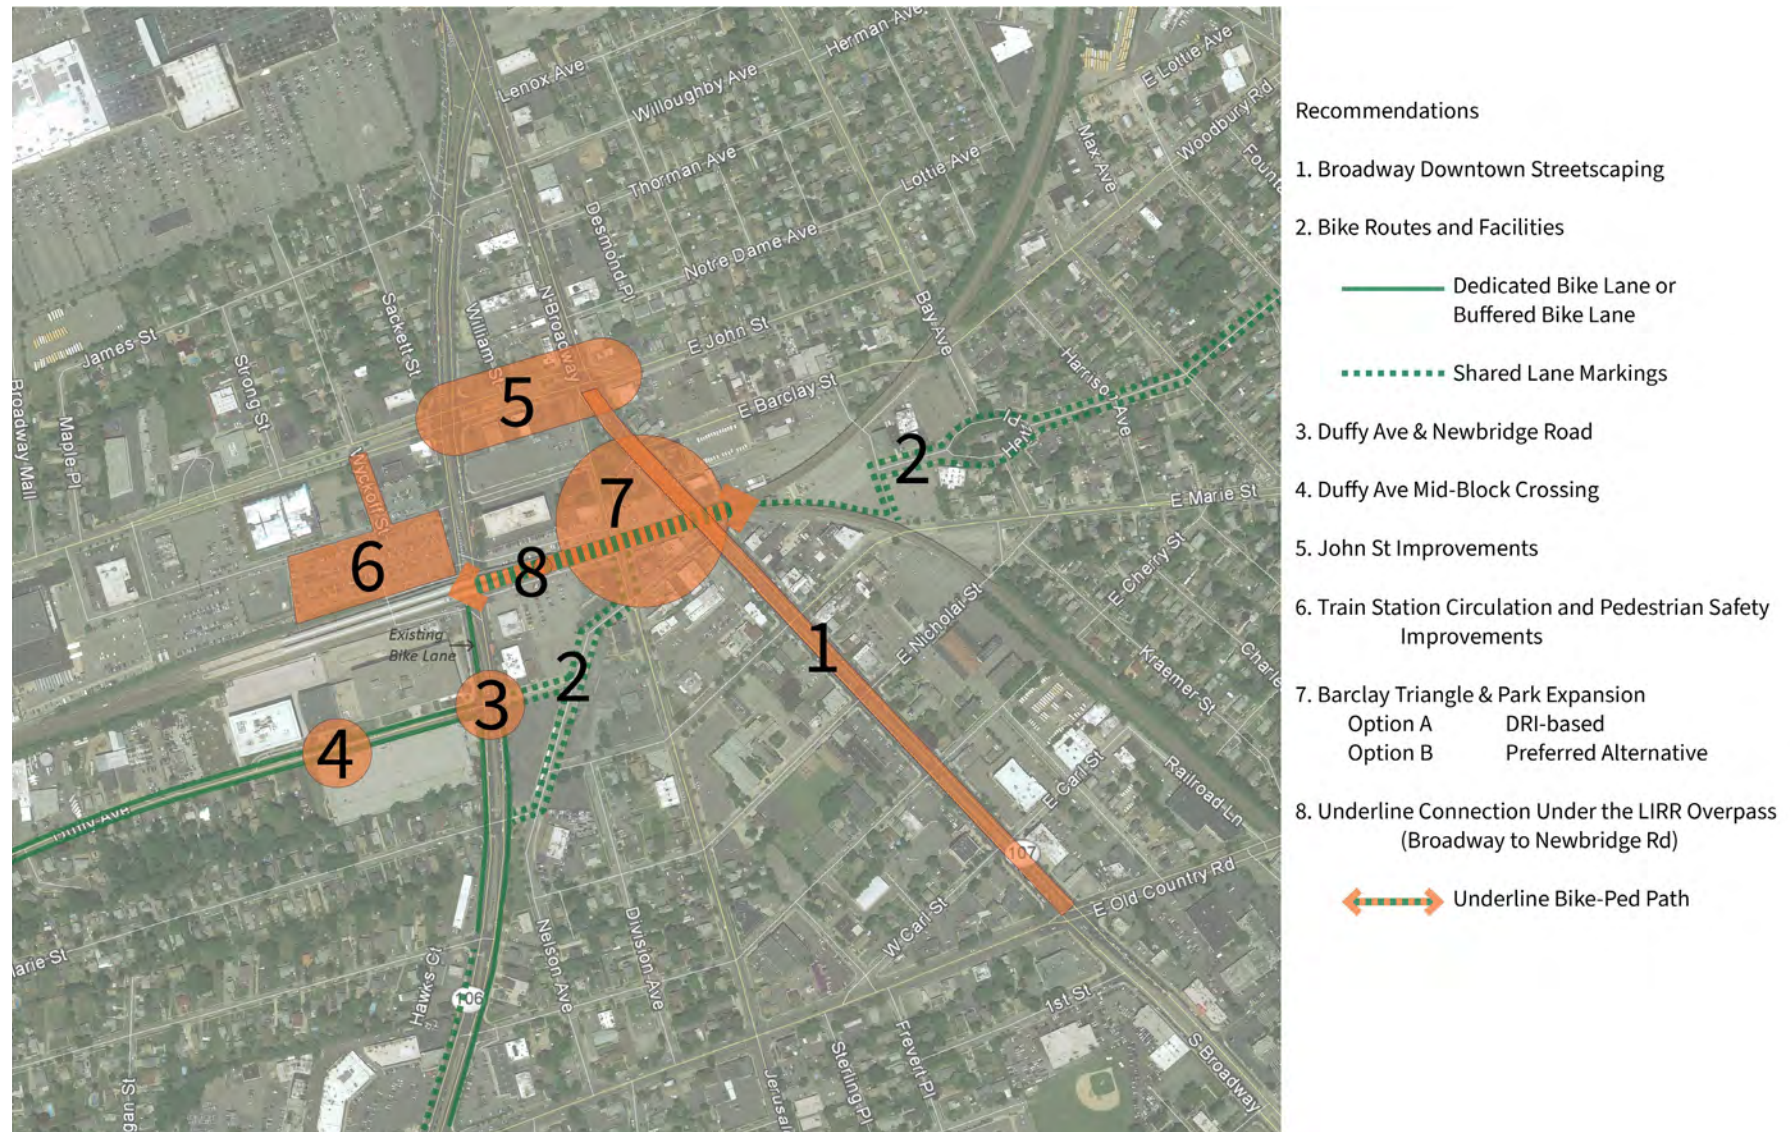 Recommendations
1. Broadway Downtown Streetscaping
2. Bike Routes and Facilities
Dedicated Bike Lane or
Buffered Bike Lane
Shared Lane Markings
3. Duffy Ave & Newbridge Road
4. Duffy Ave Mid-Block Crossing
5. John St Improvements
6. Train Station Circulation and Pedestrian Safety
Improvements
7. Barclay Triangle & Park Expansion
Option A DRI-based
Option B Preferred Alternative
8. Underline Connection Under the LIRR Overpass
(Broadway to Newbridge Rd)
Underline Bike-Ped Path
Herman Ave
Lenox Ave
Willoughby Ave
E Lottie Ave
Woodbury Rd
Max Ave
Thorman Ave
Lottie Ave
Desmond Pl
Notre Dame Ave
N Broadway
Bay Ave
Sackett St
William St
James St
Strong St
E John St
Harrison Ave
Broadway Mall
Maple Pl
E Barclay St
5
2
7
Wyckoff St
E Marie St
6
8
E Cherry St
E Nicholai St
Existing
Bike Lane
1
2
3
Kraemer St
4
E Carl St
Railroad Ln
Duffy Ave
107
E Old Country Rd
W Carl St
Nelson Ave
Division Ave
Hawks Ct
106
1st St
Frevert Pl
Sterling Pl
S Broadway